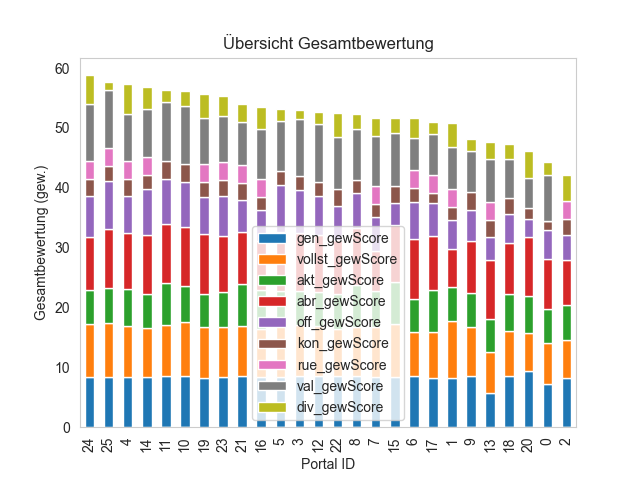 Übersicht Gesamtbewertung
Gesamtbewertung (gew.)
60
50
40
30
20
10
0
gen_gewScore
vollst_gewScore
akt_gewScore
abr_gewScore
off_gewScore
kon_gewScore
rue_gewScore
val_gewScore
div_gewScore
24 25 4 14 11 10 19 23 21 16 5 3 12 22 8 7 15 6 17 1 9 13 18 20 0 2
Portal ID